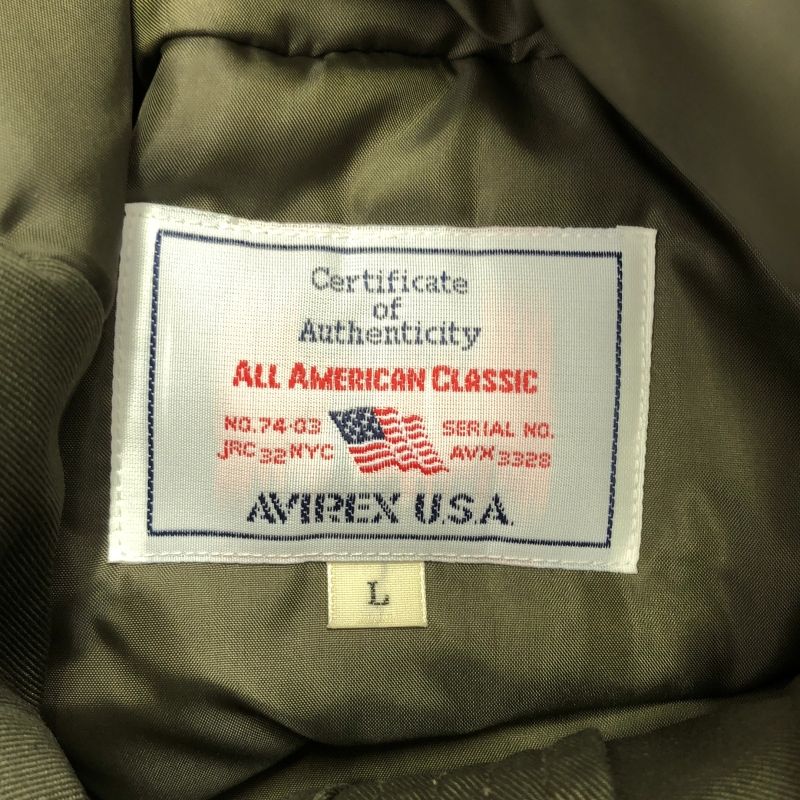 Certificate
of
Authenticity
ALL AMERICAN CLASSIC
NO.74-03 SERIAL NO.
JRC 32 NYC AVX 3328
AVIREX U.S.A.
L